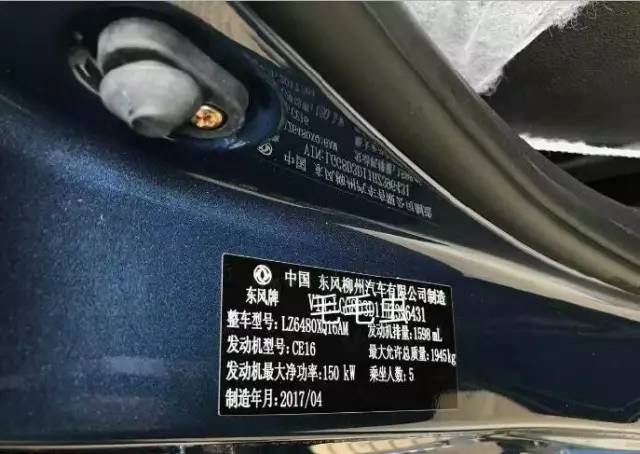 中国 东风柳州汽车有限公司制造
东风牌
毛毛虫
整车型号:LZ6480XQ16AM 发动机排量:1598 mL
发动机型号:CE16 最大允许总质量:1945kg
发动机最大净功率:150 kW 乘坐人数:5
制造年月:2017/04